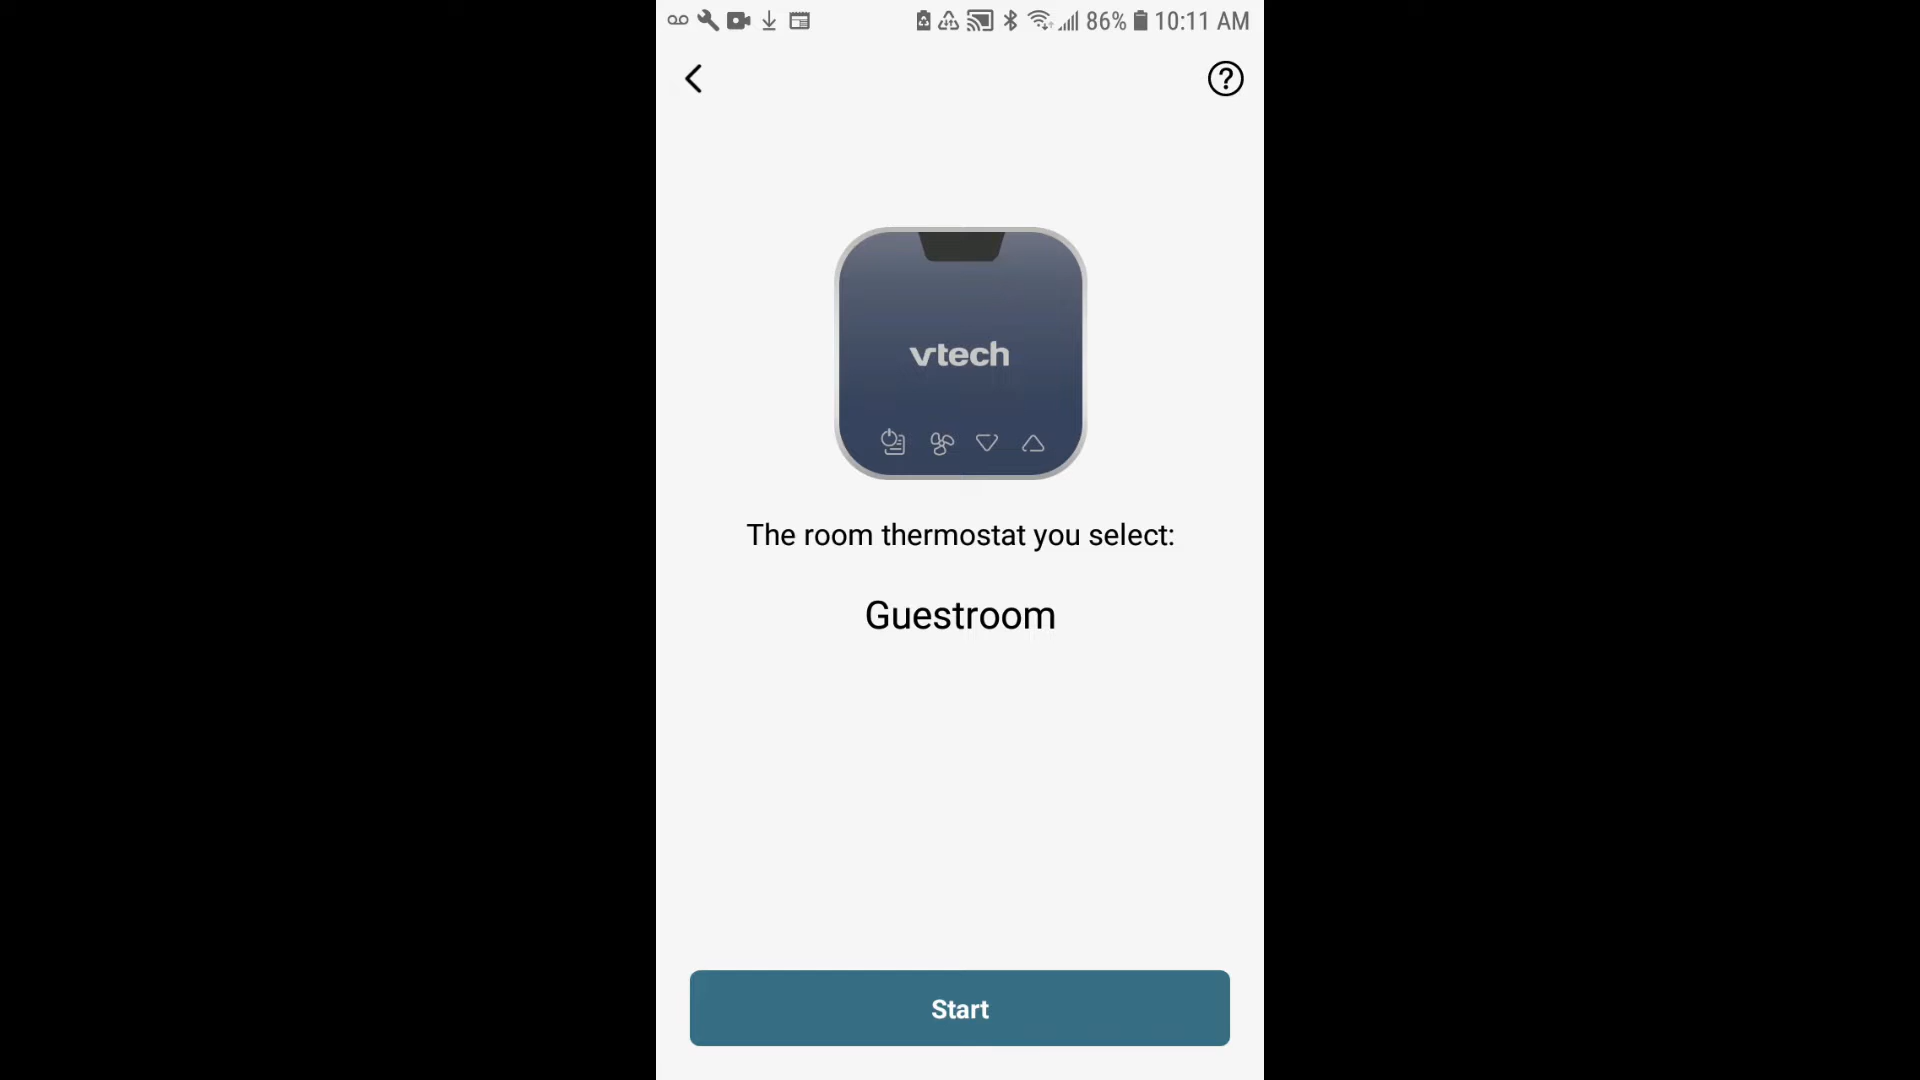 86% 10:11 AM
vtech
The room thermostat you select:
Guestroom
Start